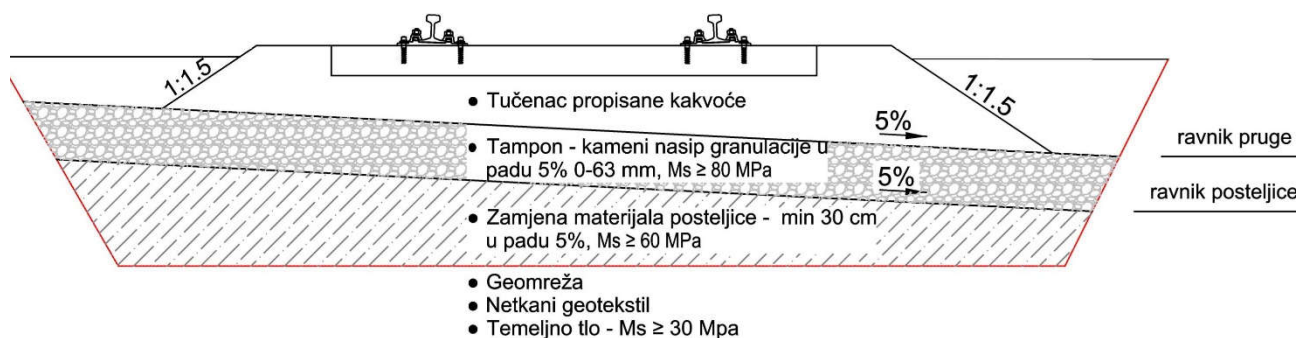 1:1.5
1:1.5
• Tučenac propisane kakvoće
5%
ravnik pruge
• Tampon - kameni nasip granulacije u
padu 5% 0-63 mm, Ms ≥ 80 MPa
5%
ravnik posteljice
• Zamjena materijala posteljice - min 30 cm
u padu 5%, Ms ≥ 60 MPa
• Geomreža
• Netkani geotekstil
• Temeljno tlo - Ms ≥ 30 Mpa